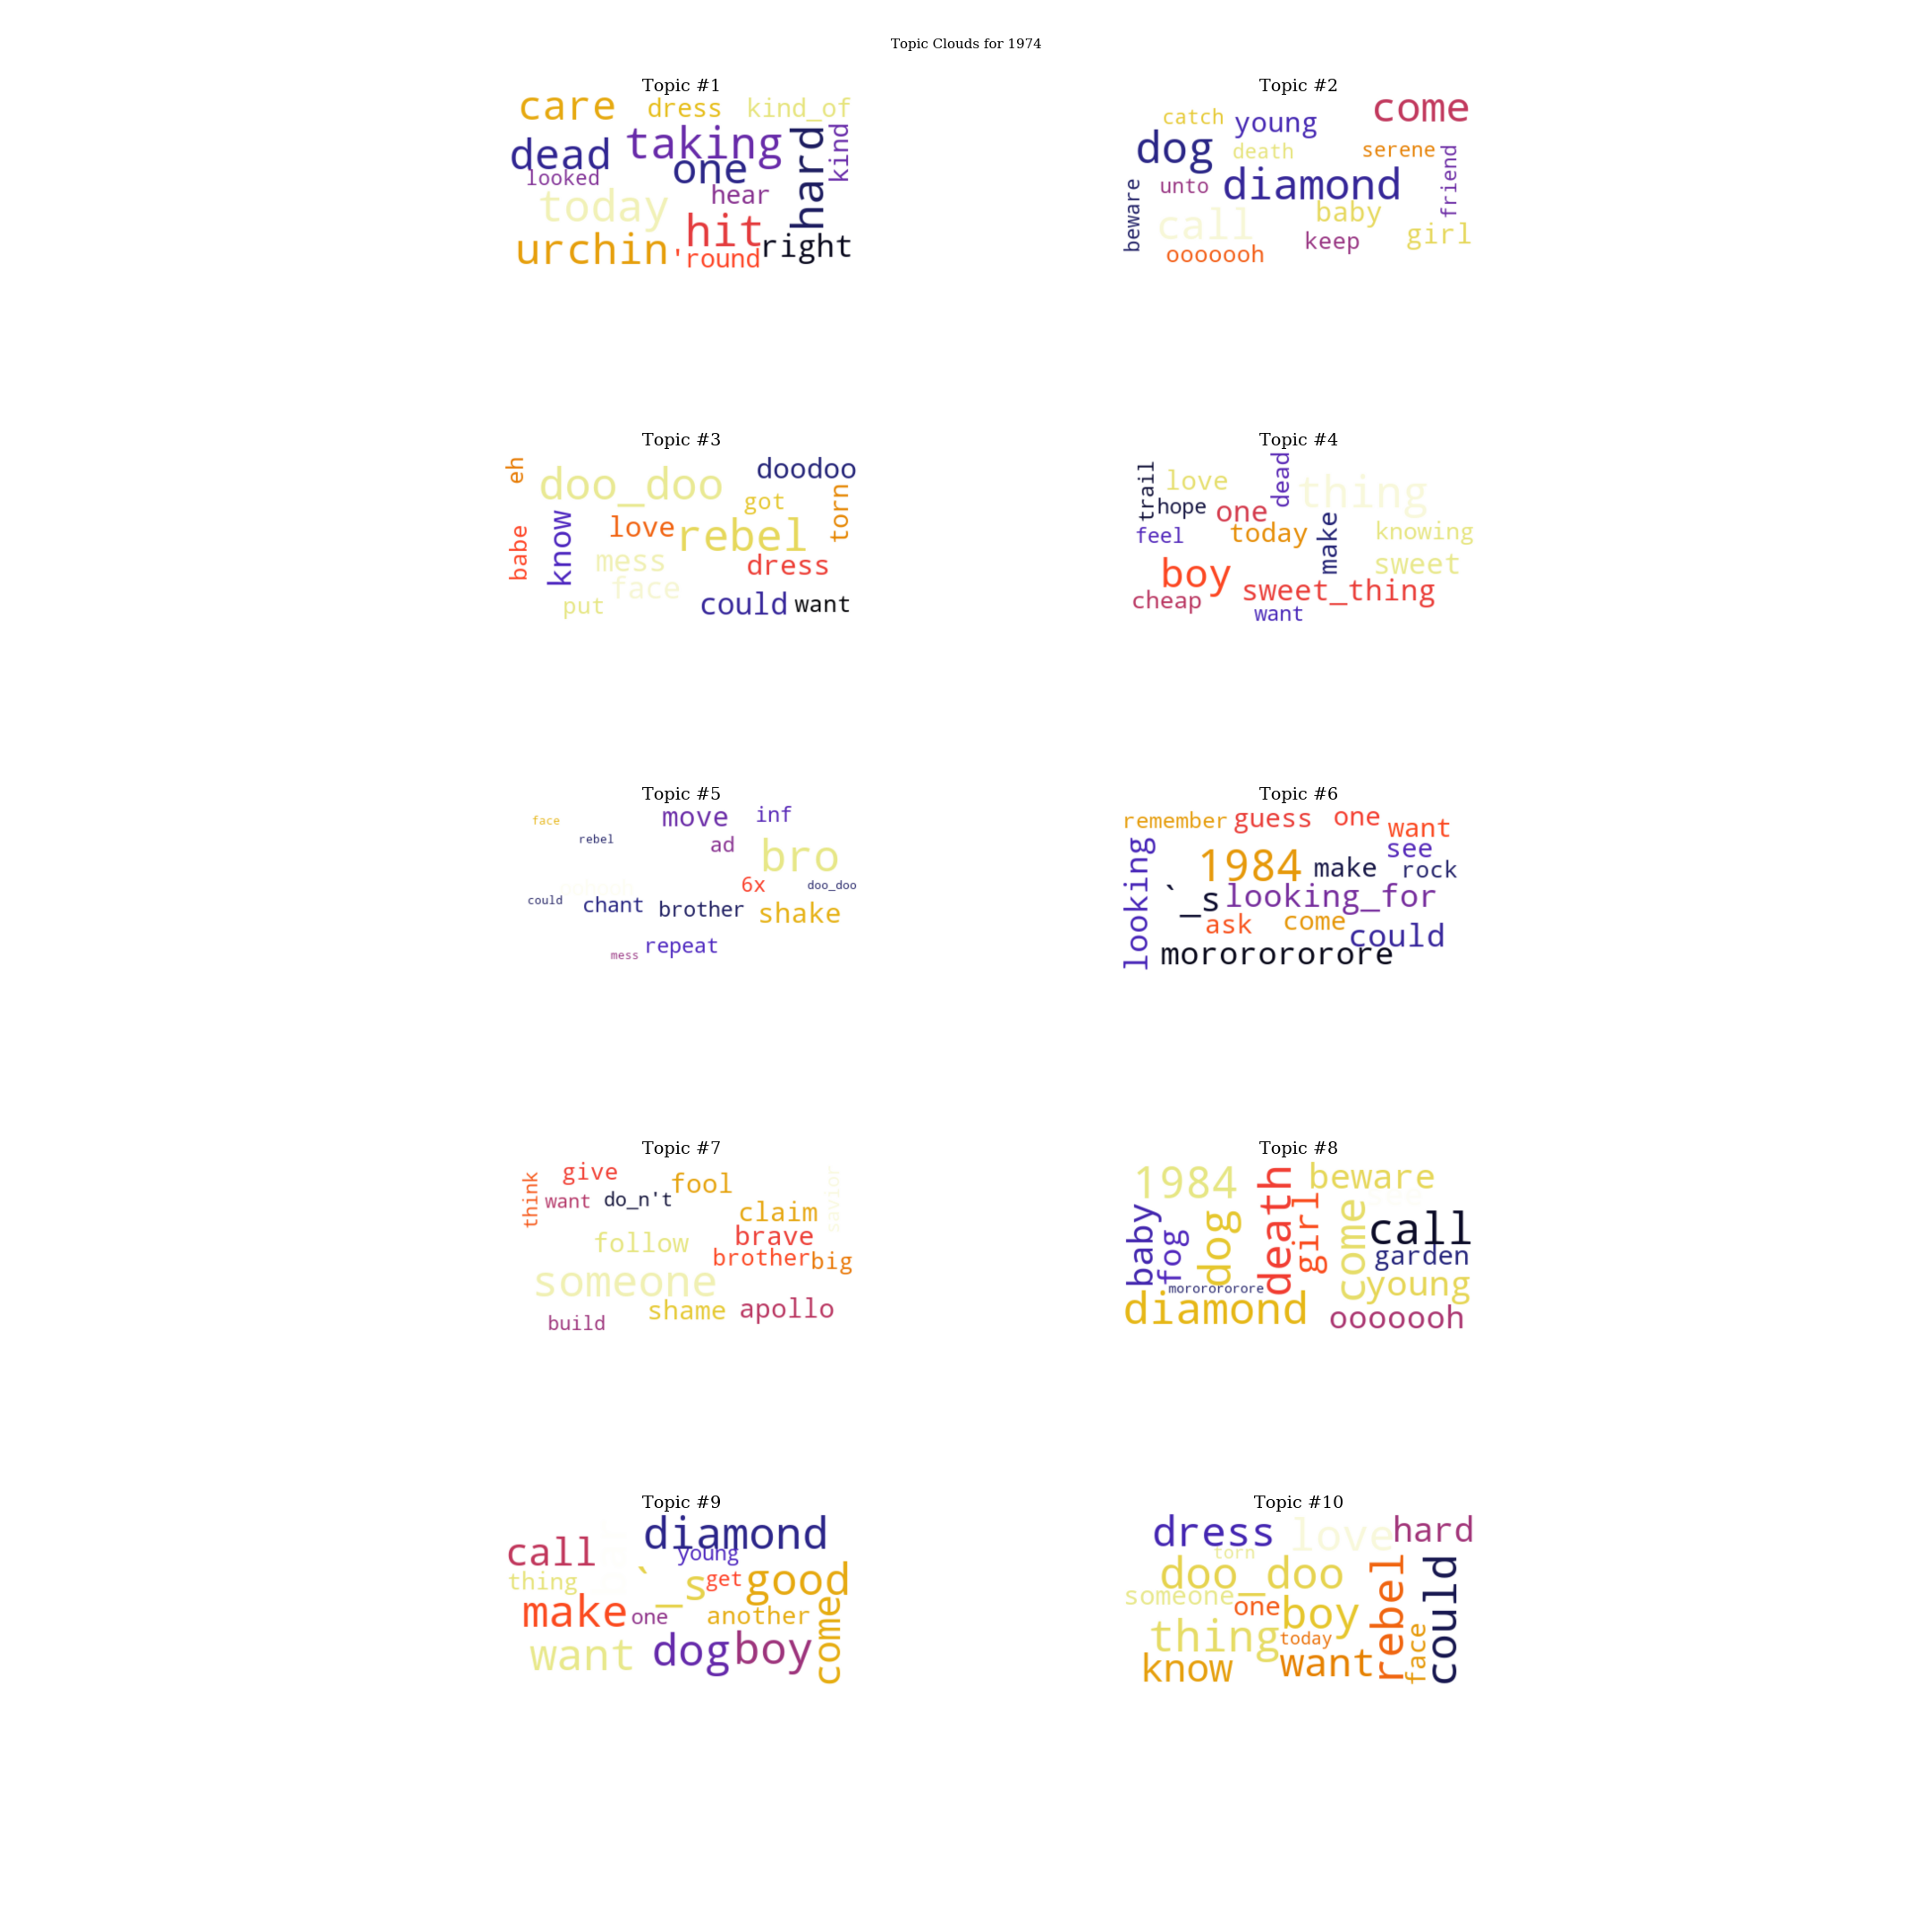 Topic Clouds for 1974
Topic #1
care dress kind_of
taking hard kind
dead one
looked hear
today
hit
urchin 'round right
Topic #2
catch young come
dog death serene friend
beware unto diamond
call baby
keep girl
ooooooh
Topic #3
eh doo_doo doodoo
got torn
babe know love rebel
mess dress
face
put could want
Topic #4
trail love dead thing
hope one
feel today make knowing
sweet
boy sweet_thing
cheap
want
Topic #5
face move inf
rebel ad bro
6x doo_doo
could chant brother shake
repeat
mess
Topic #6
remember guess one want
looking 1984 make see
rock
`_s looking_for
ask come could
mororororore
Topic #7
think give fool savior
want do_n't
claim
follow brave
brother big
someone
shame apollo
build
Topic #8
1984 death beware
baby fog dog girl come call
garden
mororororore young
diamond ooooooh
Topic #9
diamond
call young
thing `_s get good
make one another come
want dog boy
Topic #10
dress love hard
torn
doo_doo rebel could
someone one boy
thing today face
know want